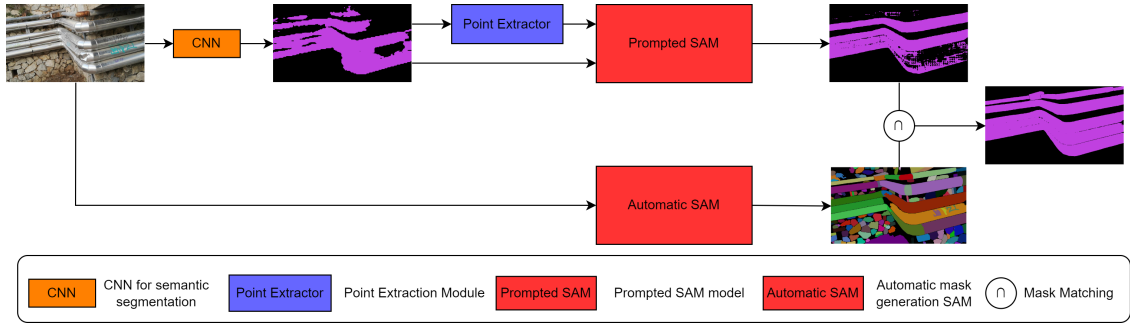 CNN
Point Extractor
Prompted SAM
∩
Automatic SAM
CNN
CNN for semantic
segmentation
Point Extractor
Point Extraction Module
Prompted SAM
Prompted SAM model
Automatic SAM
Automatic mask
generation SAM
∩
Mask Matching